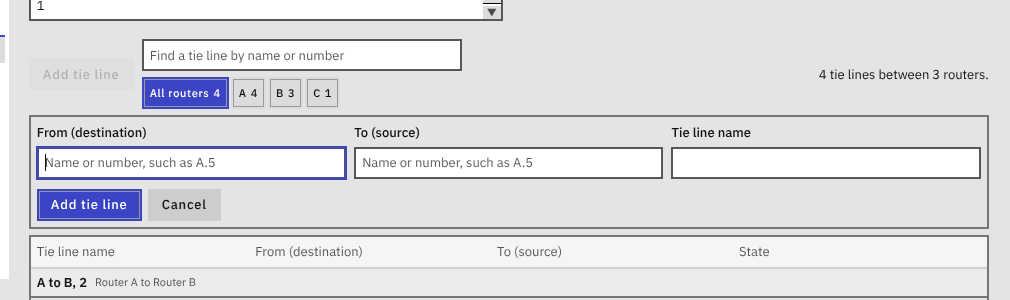 1
Add tie line
Find a tie line by name or number
All routers 4 A 4 B 3 C 1
4 tie lines between 3 routers.
From (destination) To (source) Tie line name
Name or number, such as A.5 Name or number, such as A.5
Add tie line Cancel
Tie line name From (destination) To (source) State
A to B, 2 Router A to Router B